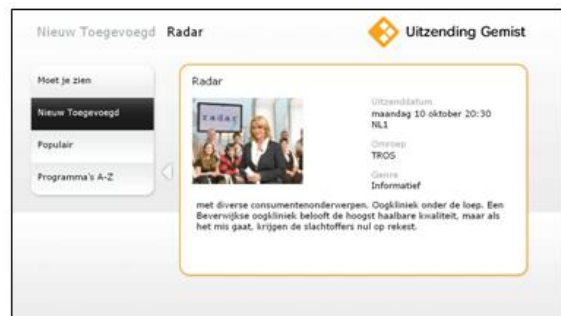 Nieuw Toegevoegd Radar
Uitzending Gemist
Moet je zien
Nieuw Toegevoegd
Populair
Programma's A-Z
Radar
radar
Uitzenddatum
maandag 10 oktober 20:30
NL1
Omroep
TROS
Genre
Informatief
met diverse consumentenonderwerpen. Oogkliniek onder de loep. Een
Beverwijkse oogkliniek belooft de hoogst haalbare kwaliteit, maar als
het mis gaat, krijgen de slachtoffers nul op rekest.